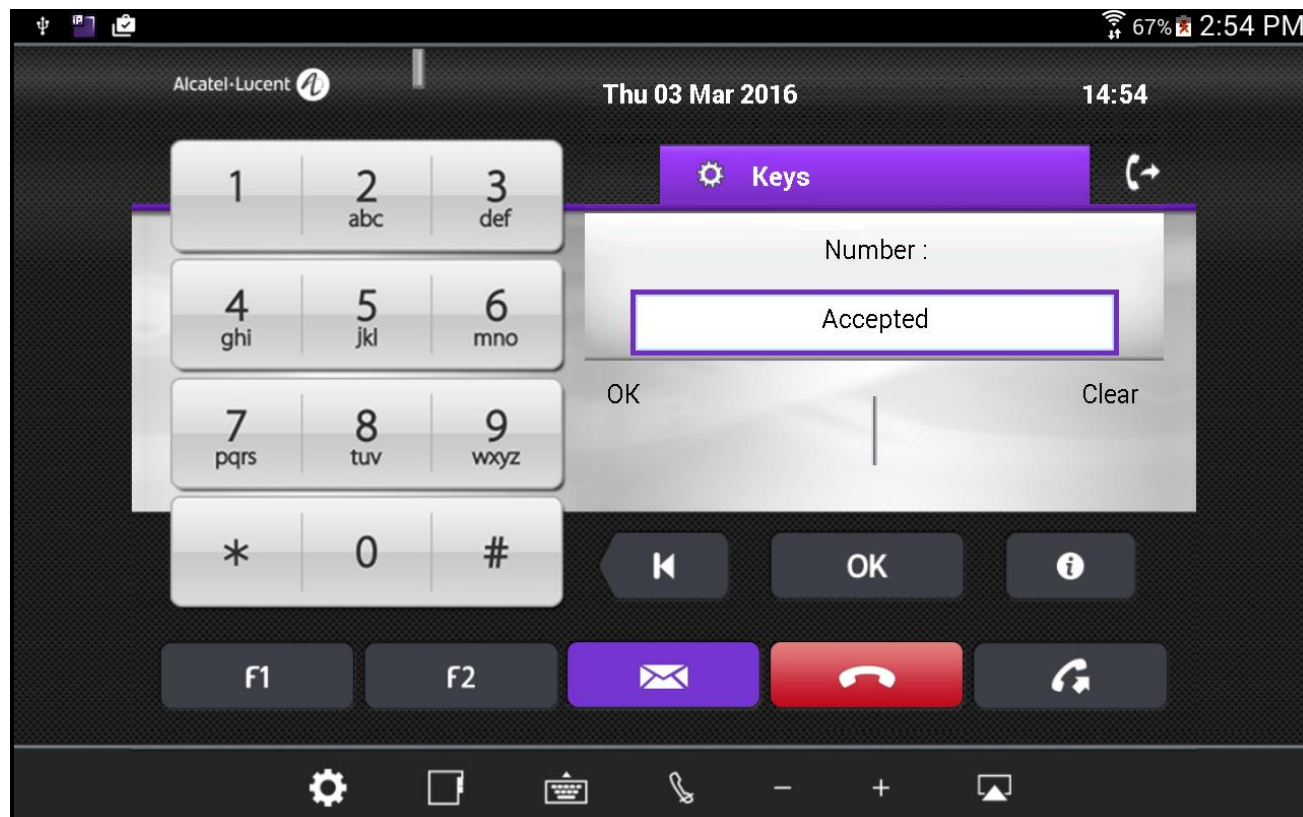 67% 2:54 PM
Alcatel·Lucent
Thu 03 Mar 2016 14:54
Keys
1 2 3
abc def
Number :
4 5 6
ghi jkl mno
Accepted
OK Clear
7 8 9
pqrs tuv wxyz
* 0 #
OK
F1 F2